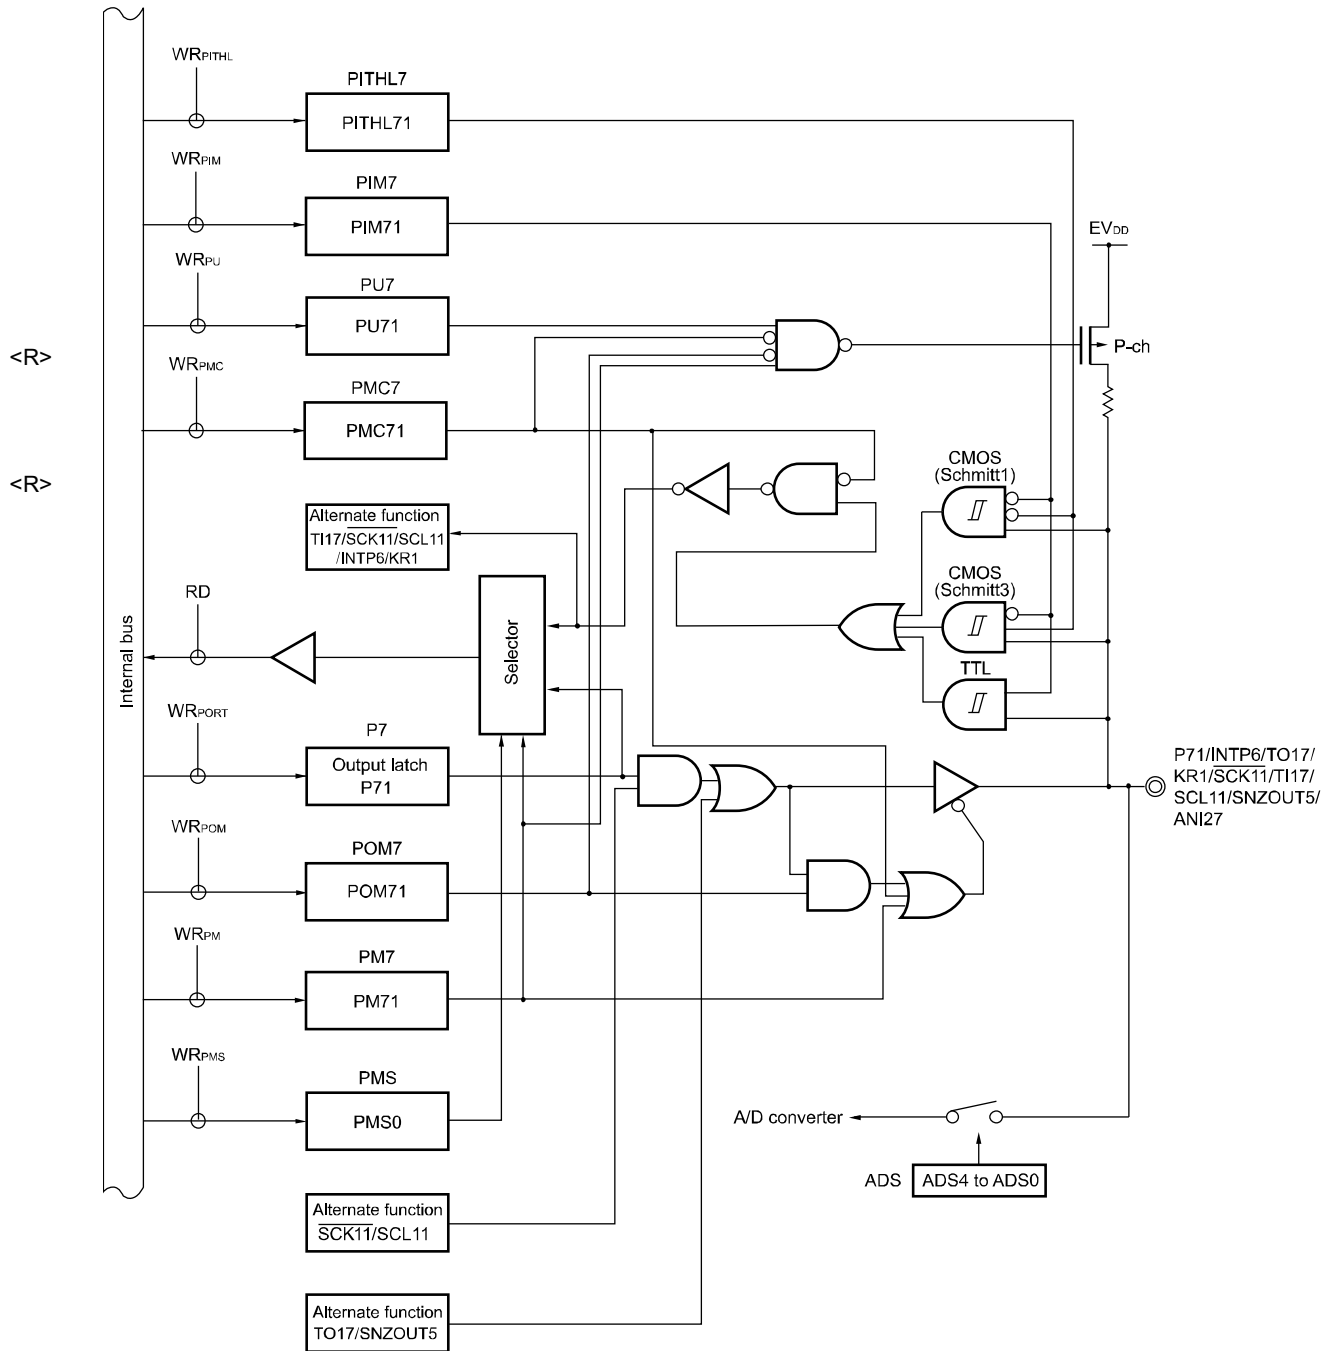 WRPITHL
PITHL7
PITHL71
WRPIM
PIM7
PIM71
EVDD
WRPU
PU7
PU71
<R>
P-ch
WRPMC
PMC7
PMC71
CMOS
(Schmitt1)
<R>
Alternate function
TI17/SCK11/SCL11
/INTP6/KR1
RD
Internal bus
Selector
CMOS
(Schmitt3)
TTL
WRPORT
P7
Output latch
P71
P71/INTP6/TO17/
KR1/SCK11/TI17/
SCL11/SNZOUT5/
ANI27
WRPOM
POM7
POM71
WRPM
PM7
PM71
WRPMS
PMS
PMS0
A/D converter
ADS
ADS4 to ADS0
Alternate function
SCK11/SCL11
Alternate function
TO17/SNZOUT5